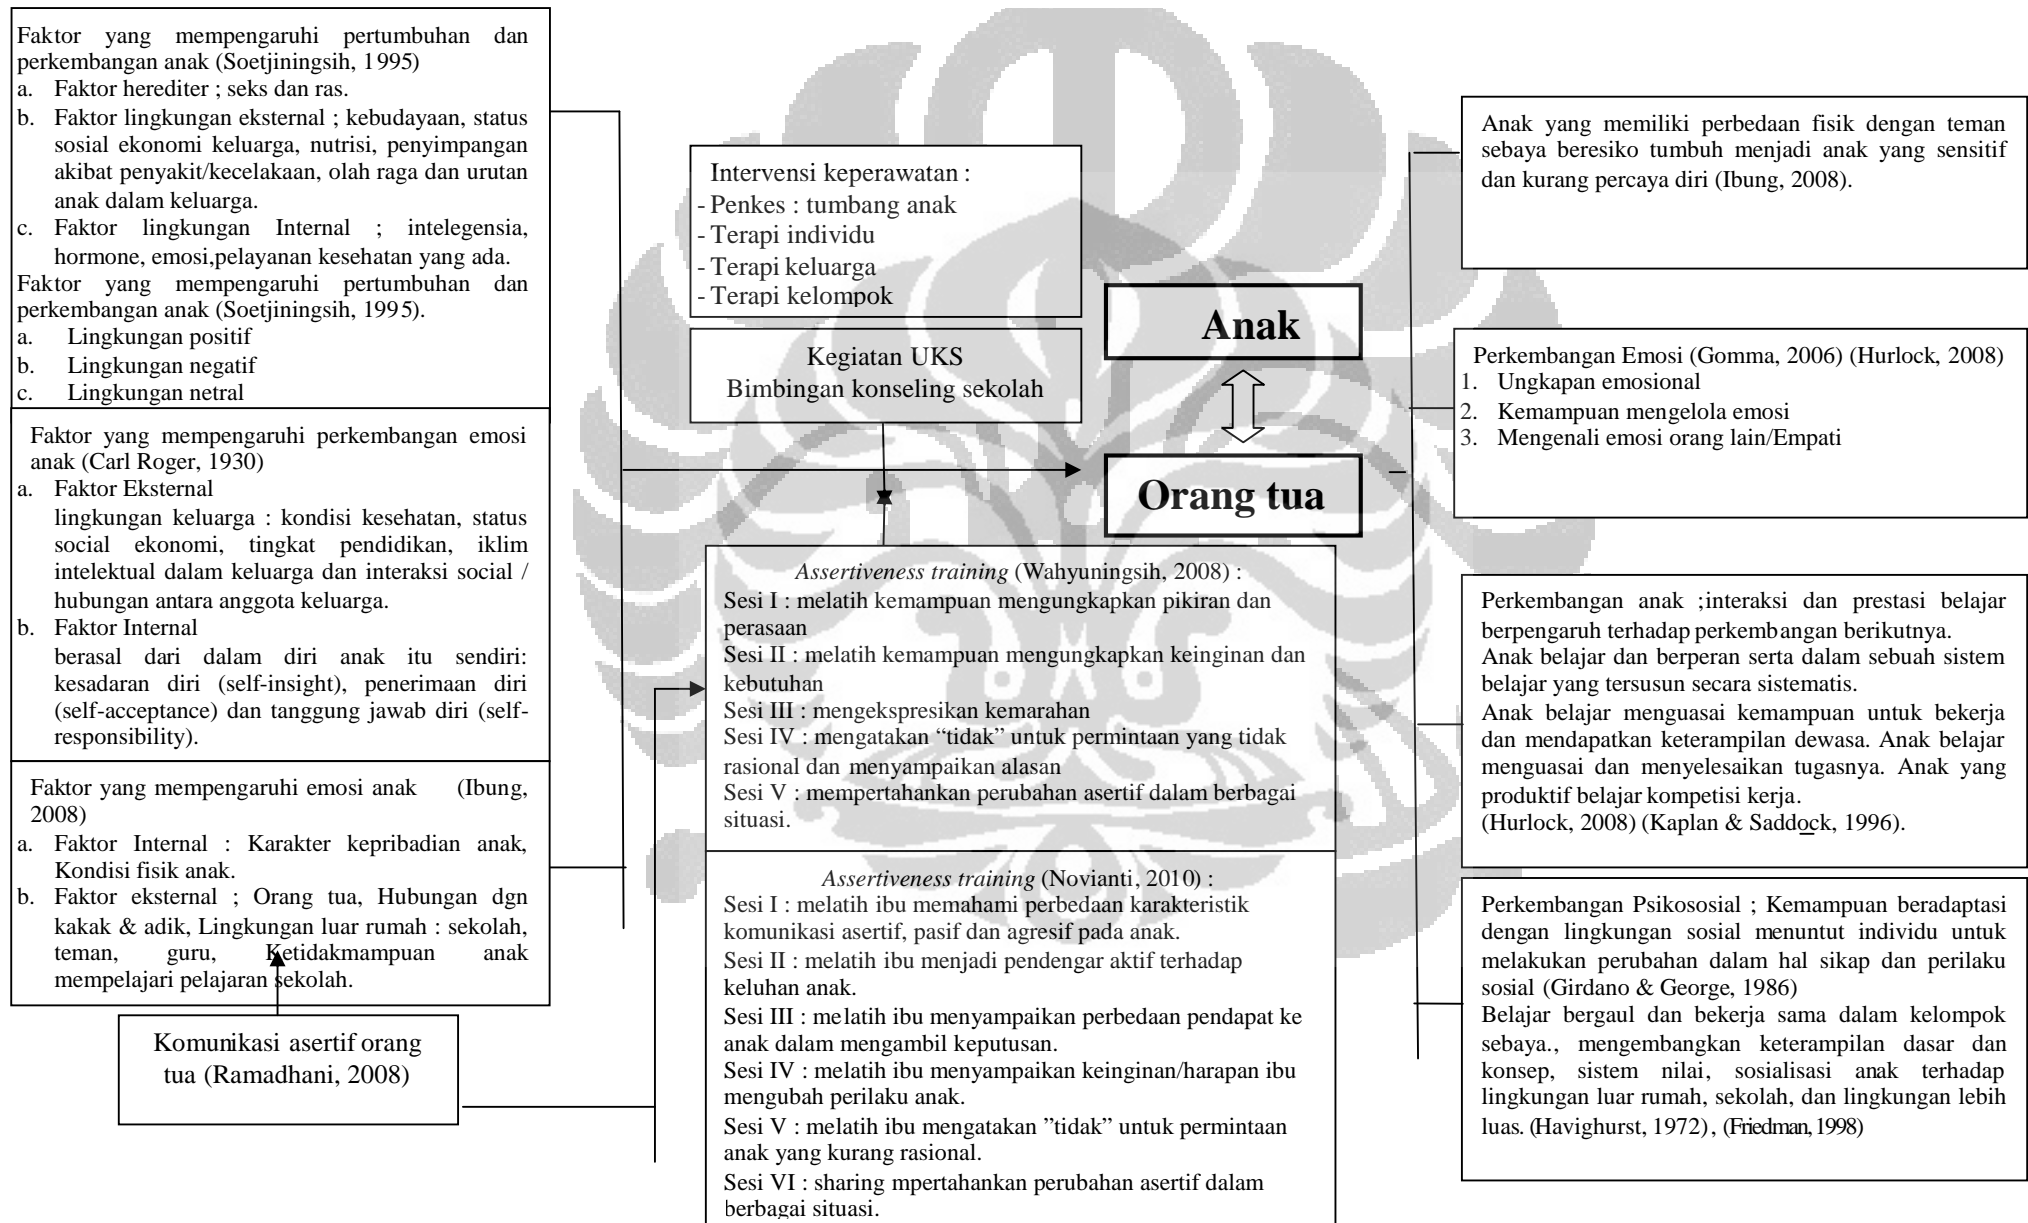 Faktor yang mempengaruhi pertumbuhan dan
perkembangan anak (Soetjiningsih, 1995)
a. Faktor herediter ; seks dan ras.
b. Faktor lingkungan eksternal ; kebudayaan, status
sosial ekonomi keluarga, nutrisi, penyimpangan
akibat penyakit/kecelakaan, olah raga dan urutan
anak dalam keluarga.
c. Faktor lingkungan Internal ; intelegensia,
hormone, emosi,pelayanan kesehatan yang ada.
Faktor yang mempengaruhi pertumbuhan dan
perkembangan anak (Soetjiningsih, 1995).
a. Lingkungan positif
b. Lingkungan negatif
c. Lingkungan netral
Faktor yang mempengaruhi perkembangan emosi
anak (Carl Roger, 1930)
a. Faktor Eksternal
lingkungan keluarga : kondisi kesehatan, status
social ekonomi, tingkat pendidikan, iklim
intelektual dalam keluarga dan interaksi social /
hubungan antara anggota keluarga.
b. Faktor Internal
berasal dari dalam diri anak itu sendiri:
kesadaran diri (self-insight), penerimaan diri
(self-acceptance) dan tanggung jawab diri (self-
responsibility).
Faktor yang mempengaruhi emosi anak (Ibung,
2008)
a. Faktor Internal : Karakter kepribadian anak,
Kondisi fisik anak.
b. Faktor eksternal ; Orang tua, Hubungan dgn
kakak & adik, Lingkungan luar rumah : sekolah,
teman, guru, Ketidakmampuan anak
mempelajari pelajaran sekolah.
Komunikasi asertif orang
tua (Ramadhani, 2008)
Intervensi keperawatan :
- Penkes : tumbang anak
- Terapi individu
- Terapi keluarga
- Terapi kelompok
Kegiatan UKS
Bimbingan konseling sekolah
Anak
Orang tua
Assertiveness training (Wahyuningsih, 2008) :
Sesi I : melatih kemampuan mengungkapkan pikiran dan
perasaan
Sesi II : melatih kemampuan mengungkapkan keinginan dan
kebutuhan
Sesi III : mengekspresikan kemarahan
Sesi IV : mengatakan “tidak” untuk permintaan yang tidak
rasional dan menyampaikan alasan
Sesi V : mempertahankan perubahan asertif dalam berbagai
situasi.
Assertiveness training (Novianti, 2010) :
Sesi I : melatih ibu memahami perbedaan karakteristik
komunikasi asertif, pasif dan agresif pada anak.
Sesi II : melatih ibu menjadi pendengar aktif terhadap
keluhan anak.
Sesi III : melatih ibu menyampaikan perbedaan pendapat ke
anak dalam mengambil keputusan.
Sesi IV : melatih ibu menyampaikan keinginan/harapan ibu
mengubah perilaku anak.
Sesi V : melatih ibu mengatakan ”tidak” untuk permintaan
anak yang kurang rasional.
Sesi VI : sharing mpertahankan perubahan asertif dalam
berbagai situasi.
Anak yang memiliki perbedaan fisik dengan teman
sebaya beresiko tumbuh menjadi anak yang sensitif
dan kurang percaya diri (Ibung, 2008).
Perkembangan Emosi (Gomma, 2006) (Hurlock, 2008)
1. Ungkapan emosional
2. Kemampuan mengelola emosi
3. Mengenali emosi orang lain/Empati
Perkembangan anak ;interaksi dan prestasi belajar
berpengaruh terhadap perkembangan berikutnya.
Anak belajar dan berperan serta dalam sebuah sistem
belajar yang tersusun secara sistematis.
Anak belajar menguasai kemampuan untuk bekerja
dan mendapatkan keterampilan dewasa. Anak belajar
menguasai dan menyelesaikan tugasnya. Anak yang
produktif belajar kompetisi kerja.
(Hurlock, 2008) (Kaplan & Saddock, 1996).
Perkembangan Psikososial ; Kemampuan beradaptasi
dengan lingkungan sosial menuntut individu untuk
melakukan perubahan dalam hal sikap dan perilaku
sosial (Girdano & George, 1986)
Belajar bergaul dan bekerja sama dalam kelompok
sebaya., mengembangkan keterampilan dasar dan
konsep, sistem nilai, sosialisasi anak terhadap
lingkungan luar rumah, sekolah, dan lingkungan lebih
luas. (Havighurst, 1972) , (Friedman, 1998)